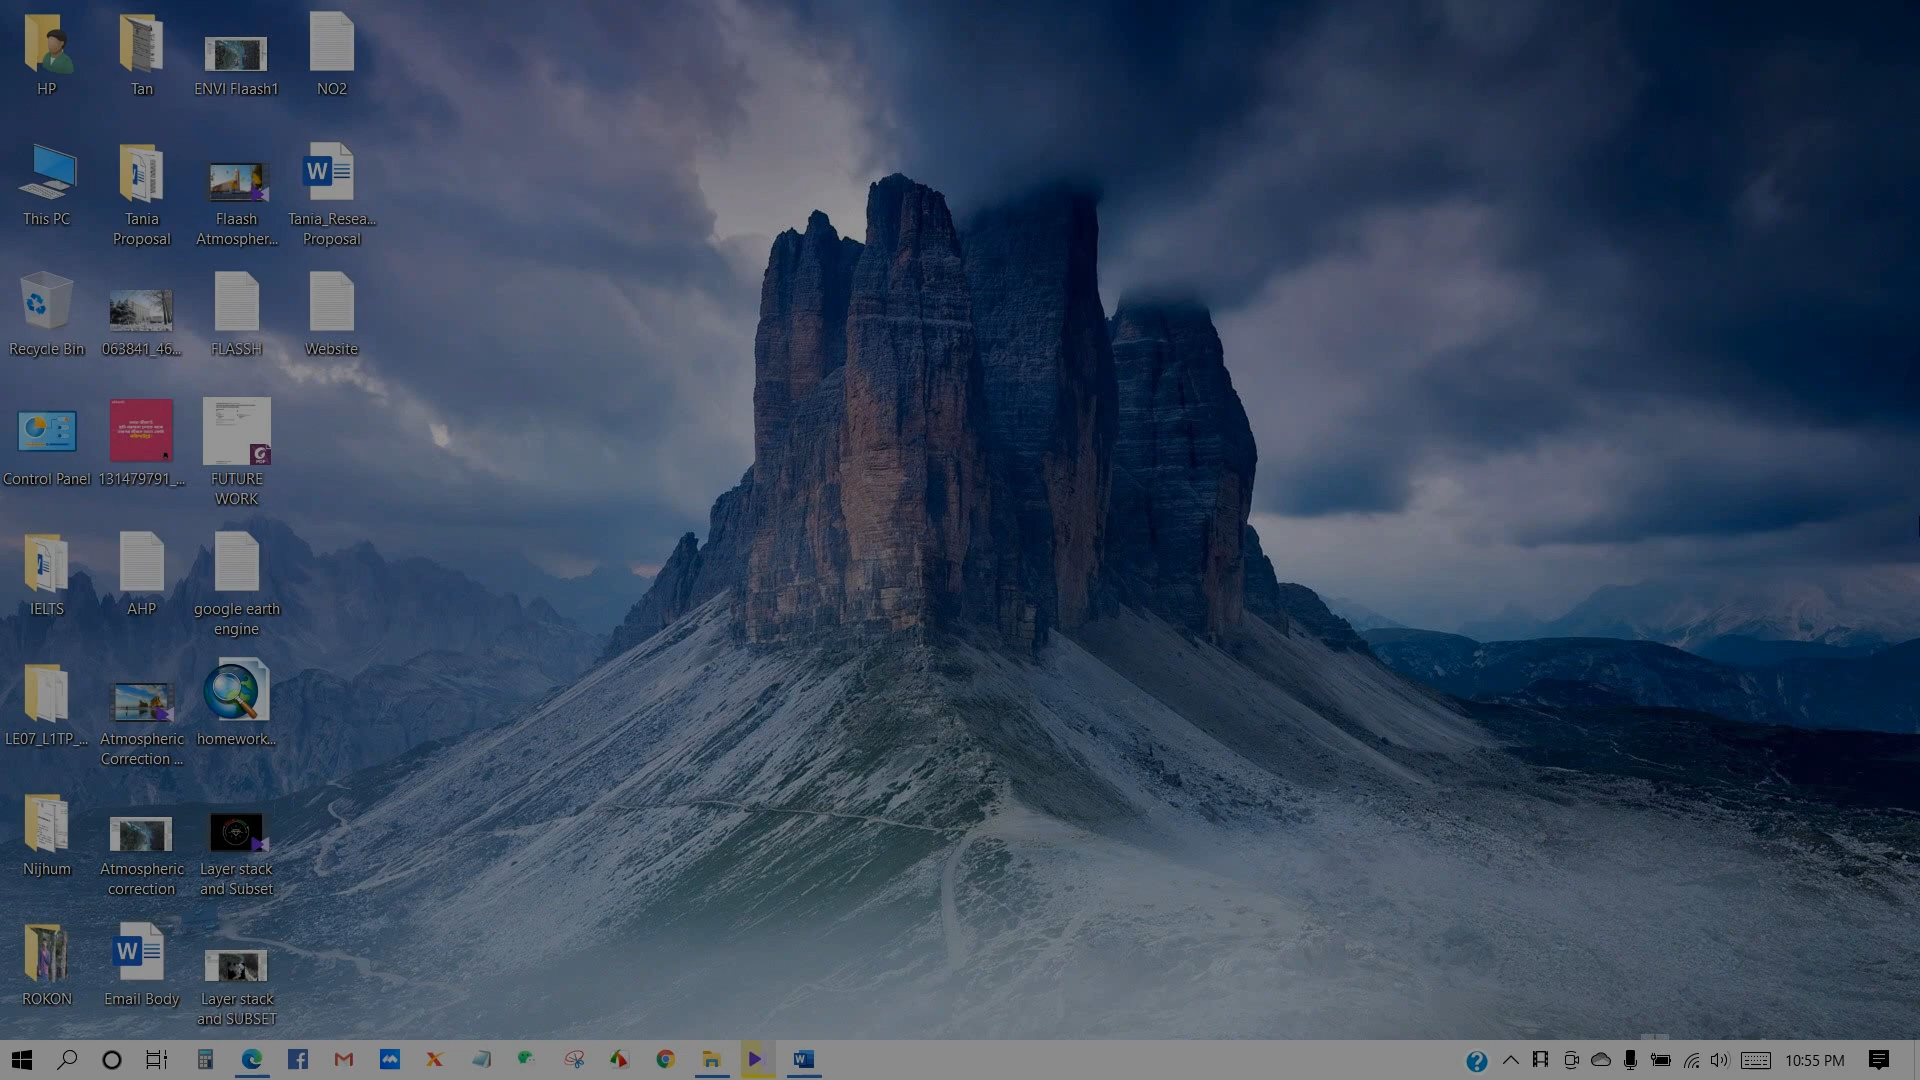 HP
Tan
ENVI Flaash1
NO2
This PC
Tania
Proposal
Flaash
Atmospher...
Tania_Resea...
Proposal
Recycle Bin
063841_46...
FLASSH
Website
Control Panel
131479791_...
FUTURE
WORK
IELTS
AHP
google earth
engine
LE07_L1TP_...
Atmospheric
Correction ...
homework...
Nijhum
Atmospheric
correction
Layer stack
and Subset
ROKON
Email Body
Layer stack
and SUBSET
10:55 PM